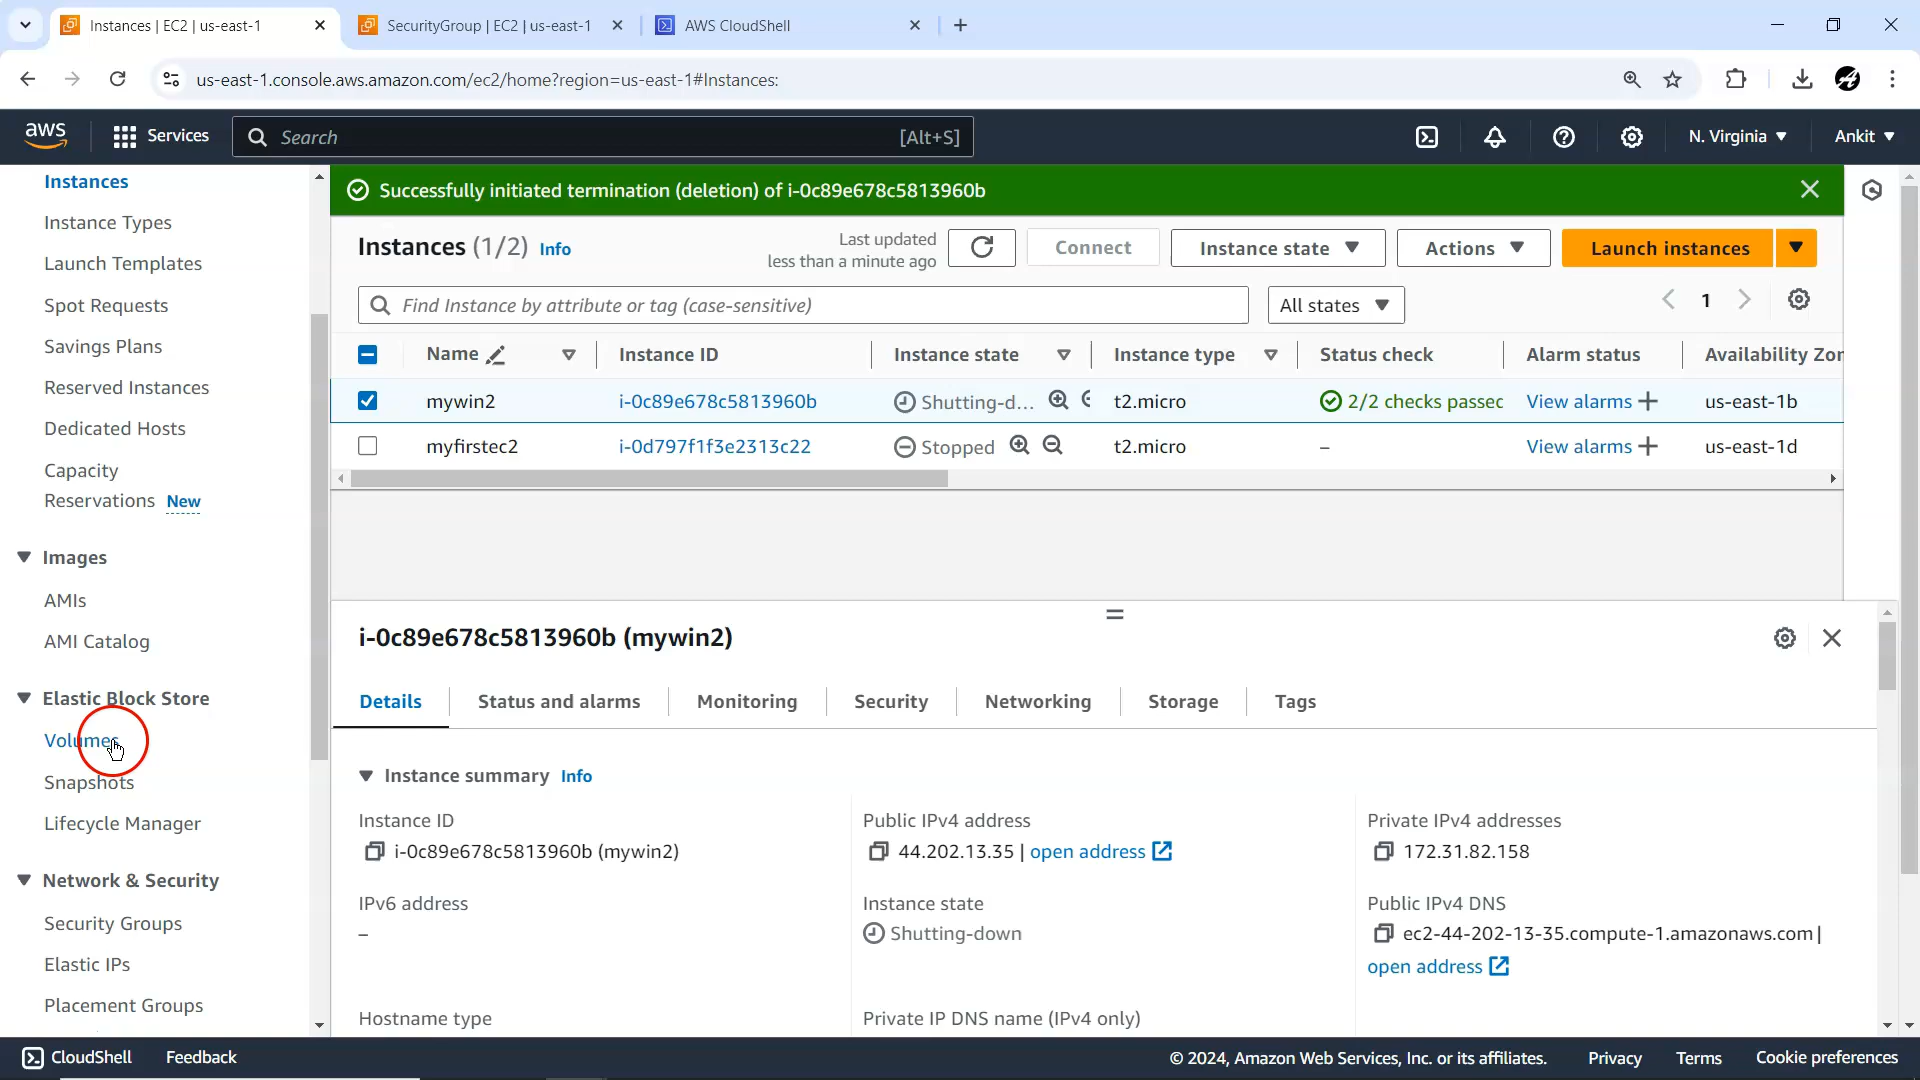 Instances | EC2 | us-east-1
SecurityGroup | EC2 | us-east-1
AWS CloudShell
us-east-1.console.aws.amazon.com/ec2/home?region=us-east-1#Instances:
aws
Services
Search
[Alt+S]
N. Virginia
Ankit
Instances
Instance Types
Launch Templates
Spot Requests
Savings Plans
Reserved Instances
Dedicated Hosts
Capacity
Reservations New
Images
AMIs
AMI Catalog
Elastic Block Store
Volumes
Snapshots
Lifecycle Manager
Network & Security
Security Groups
Elastic IPs
Placement Groups
Successfully initiated termination (deletion) of i-0c89e678c5813960b
Instances (1/2) Info
Last updated
less than a minute ago
Connect
Instance state
Actions
Launch instances
Find Instance by attribute or tag (case-sensitive)
All states
1
Name Instance ID Instance state Instance type Status check Alarm status Availability Zor
mywin2 i-0c89e678c5813960b Shutting-d... t2.micro 2/2 checks passec View alarms us-east-1b
myfirstec2 i-0d797f1f3e2313c22 Stopped t2.micro – View alarms us-east-1d
i-0c89e678c5813960b (mywin2)
Details Status and alarms Monitoring Security Networking Storage Tags
Instance summary Info
Instance ID
i-0c89e678c5813960b (mywin2)
Public IPv4 address
44.202.13.35 | open address
Private IPv4 addresses
172.31.82.158
IPv6 address
–
Instance state
Shutting-down
Public IPv4 DNS
ec2-44-202-13-35.compute-1.amazonaws.com |
open address
Hostname type
Private IP DNS name (IPv4 only)
CloudShell
Feedback
© 2024, Amazon Web Services, Inc. or its affiliates.
Privacy
Terms
Cookie preferences